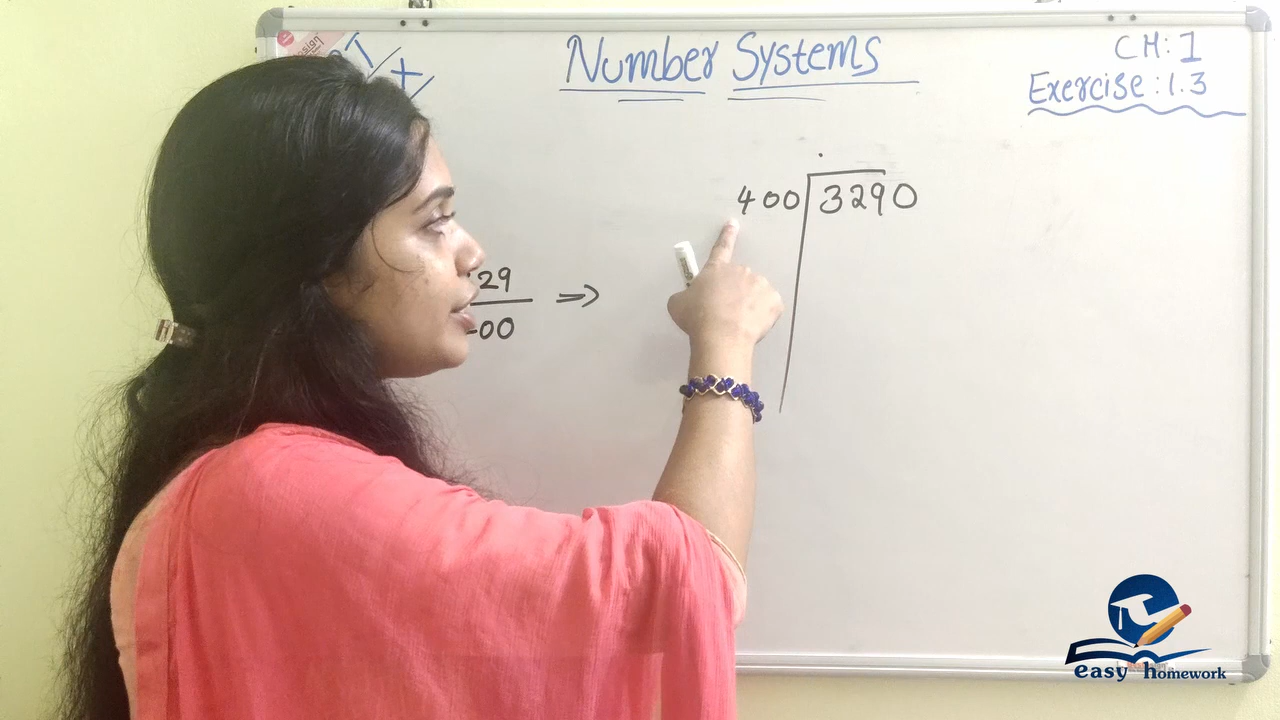 Number Systems
CH: 1
Exercise: 1.3
400 3290
29
00
⇒
easy homework